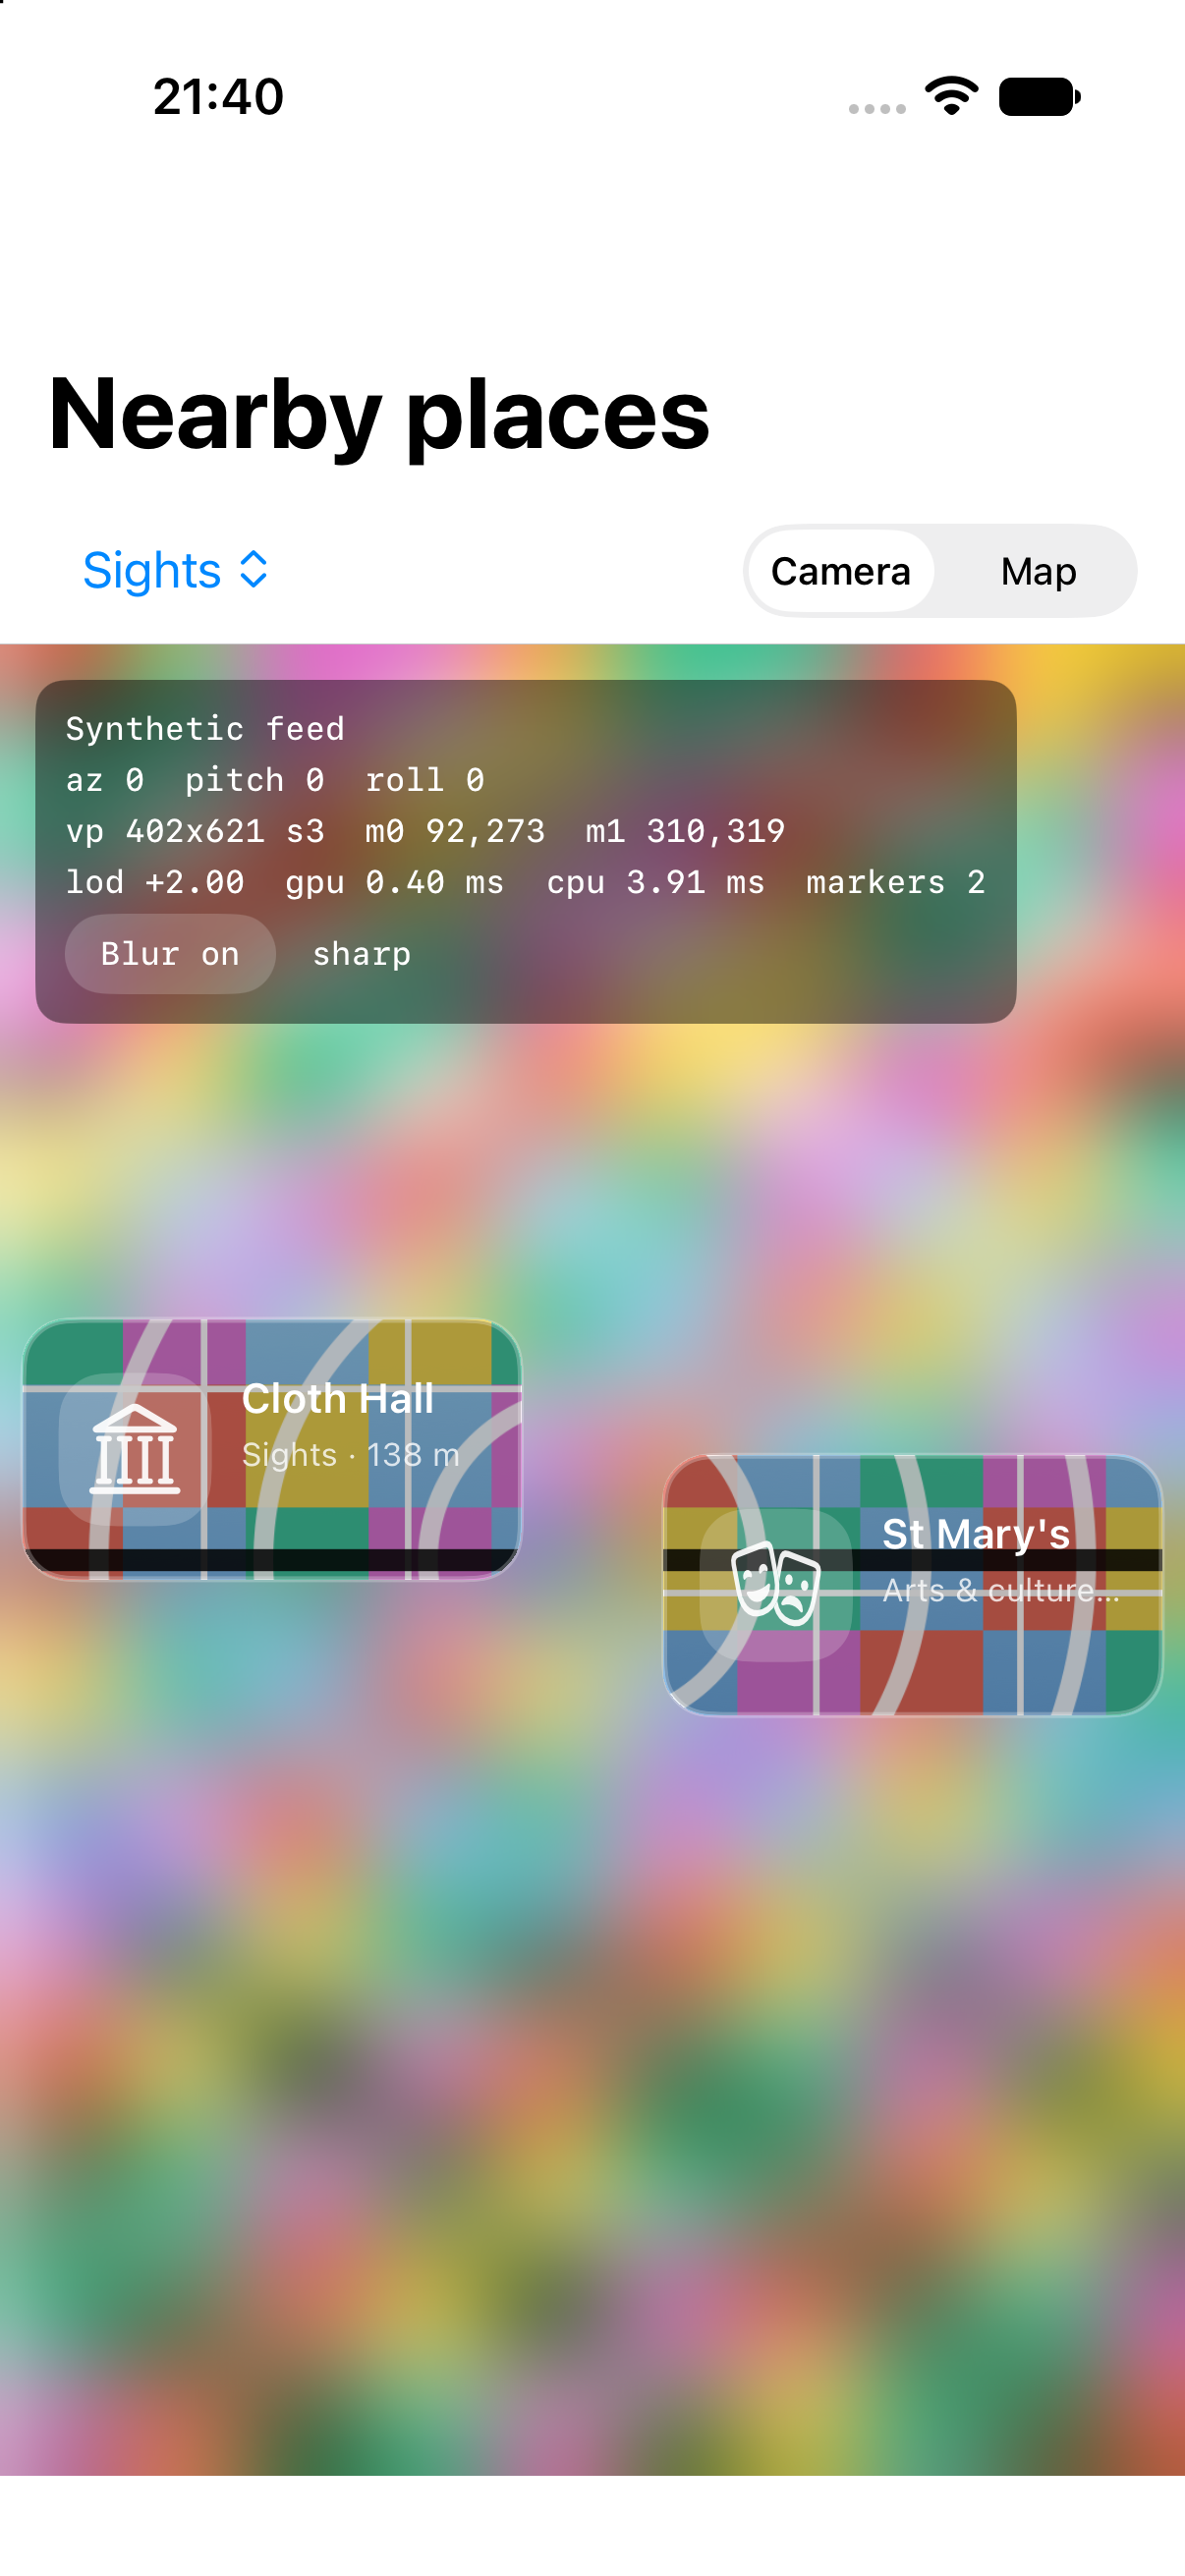 21:40
Nearby places
Sights
Camera
Map
Synthetic feed
az 0  pitch 0  roll 0
vp 402x621 s3  m0 92,273  m1 310,319
lod +2.00  gpu 0.40 ms  cpu 3.91 ms  markers 2
Blur on  sharp
Cloth Hall
Sights · 138 m
St Mary's
Arts & culture...